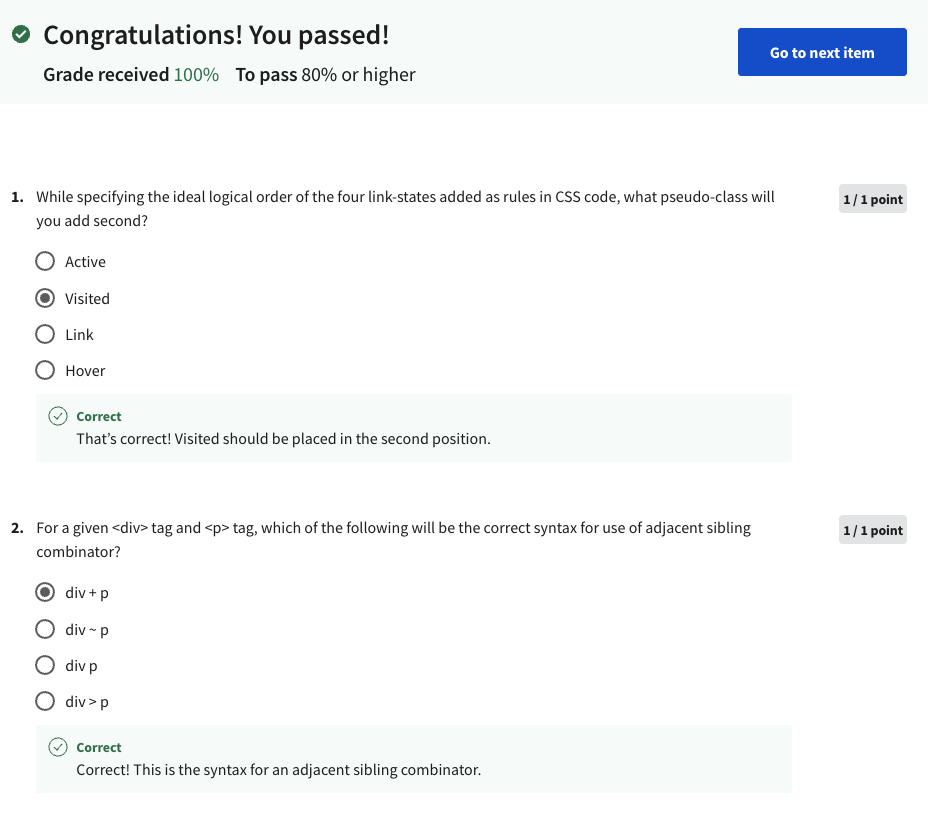 Congratulations! You passed!
Go to next item
Grade received 100% To pass 80% or higher
1. While specifying the ideal logical order of the four link-states added as rules in CSS code, what pseudo-class will
you add second?
1 / 1 point
Active
Visited
Link
Hover
Correct
That’s correct! Visited should be placed in the second position.
2. For a given <div> tag and <p> tag, which of the following will be the correct syntax for use of adjacent sibling
combinator?
1 / 1 point
div + p
div ~ p
div p
div > p
Correct
Correct! This is the syntax for an adjacent sibling combinator.